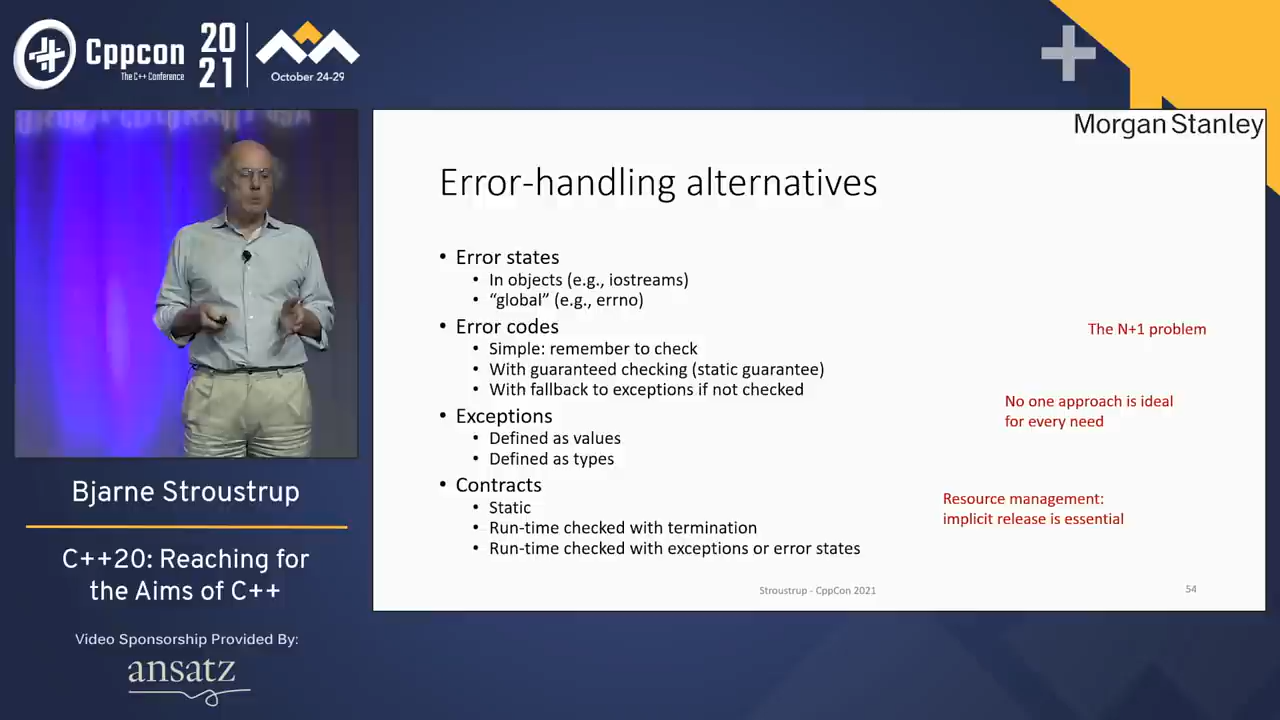 Cppcon
The C++ Conference
20
21
October 24-29
Morgan Stanley
Error-handling alternatives
• Error states
• In objects (e.g., iostreams)
• “global” (e.g., errno)
• Error codes
• Simple: remember to check
• With guaranteed checking (static guarantee)
• With fallback to exceptions if not checked
• Exceptions
• Defined as values
• Defined as types
• Contracts
• Static
• Run-time checked with termination
• Run-time checked with exceptions or error states
The N+1 problem
No one approach is ideal
for every need
Resource management:
implicit release is essential
Stroustrup - CppCon 2021
54
Bjarne Stroustrup
C++20: Reaching for
the Aims of C++
Video Sponsorship Provided By:
ansatz